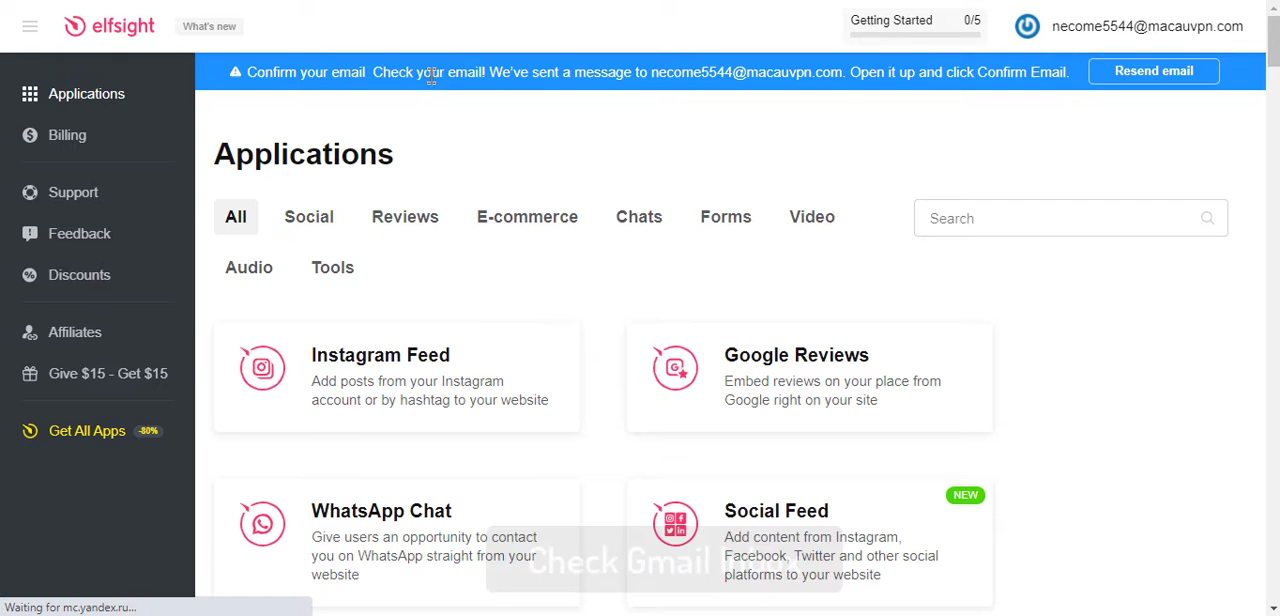 elfsight
What's new
Getting Started 0/5
necome5544@macauvpn.com
Confirm your email Check your email! We've sent a message to necome5544@macauvpn.com. Open it up and click Confirm Email.
Resend email
Applications
Billing
Support
Feedback
Discounts
Affiliates
Give $15 - Get $15
Get All Apps -80%
Applications
All Social Reviews E-commerce Chats Forms Video
Audio Tools
Search
Instagram Feed
Add posts from your Instagram
account or by hashtag to your website
Google Reviews
Embed reviews on your place from
Google right on your site
WhatsApp Chat
Give users an opportunity to contact
you on WhatsApp straight from your
website
NEW
Social Feed
Add content from Instagram,
Facebook, Twitter and other social
platforms to your website
Check Gmail Inbox
Waiting for mc.yandex.ru...